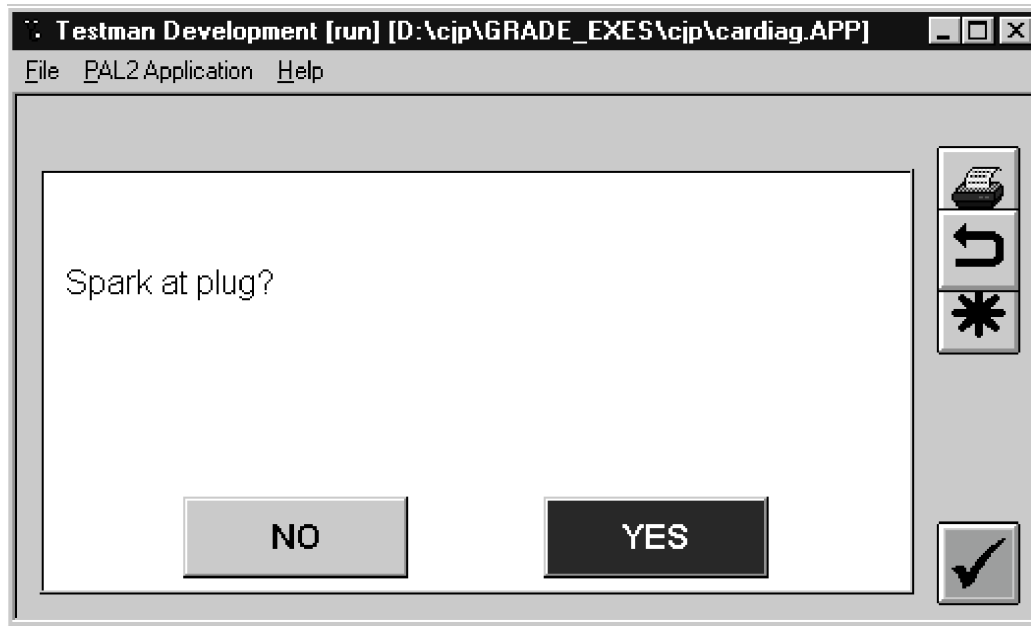 Testman Development [run] [D:\cjp\GRADE_EXES\cjp\cardiag.APP]
File PAL2 Application Help
Spark at plug?
NO YES